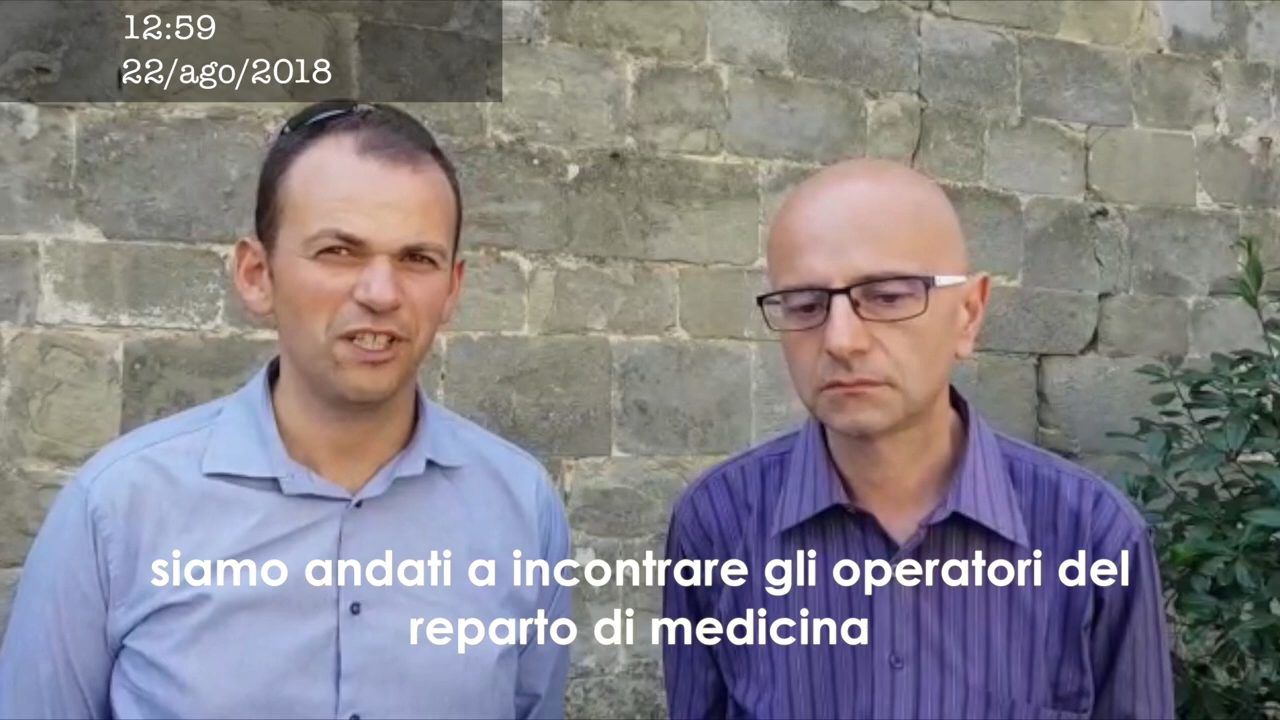 12:59
22/ago/2018
siamo andati a incontrare gli operatori del
reparto di medicina